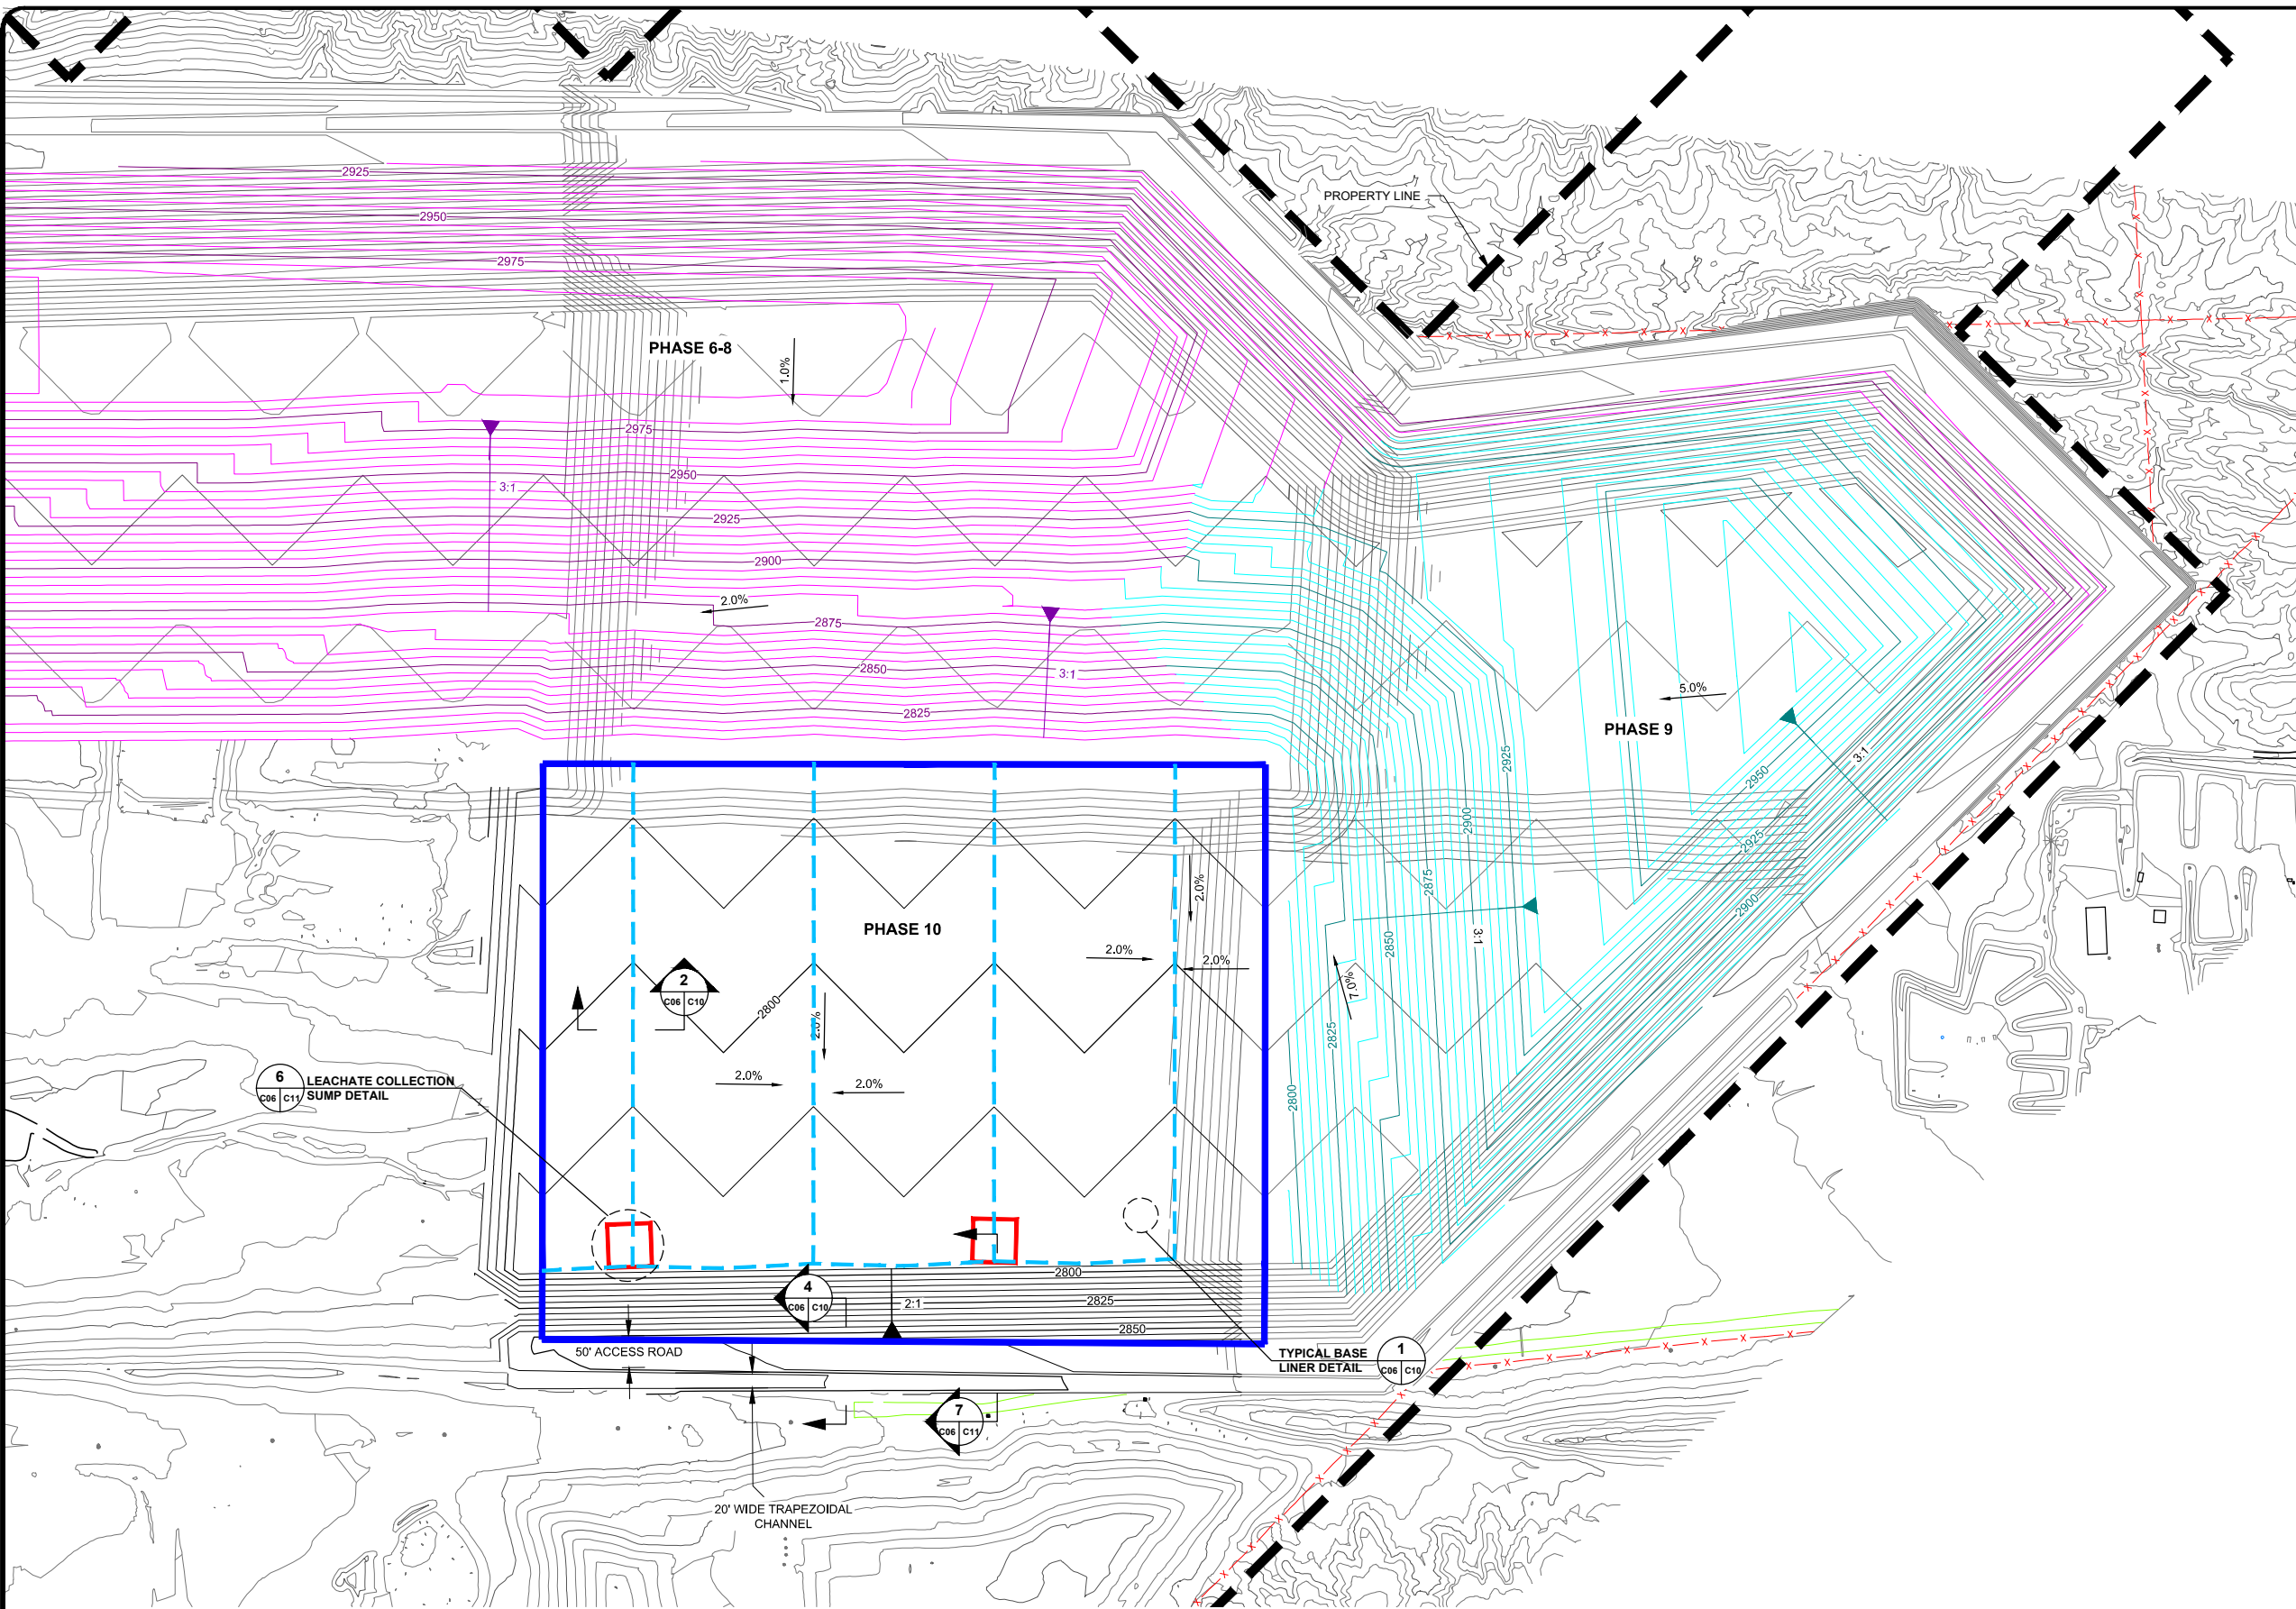 2925
2950
PROPERTY LINE
2975
PHASE 6-8
1.0%
2975
2950
3:1
2925
2900
2.0%
2875
2850
3:1
2825
5.0%
PHASE 9
2925
2950
3:1
2900
2925
2875
2900
2.0%
PHASE 10
3:1
2850
2.0%
2.0%
2
C06 C10
7.0%
2800
2.0%
2825
6
C06 C11
LEACHATE COLLECTION
SUMP DETAIL
2.0%
2.0%
2800
2800
4
C06 C10
2:1
2825
2850
50' ACCESS ROAD
TYPICAL BASE
LINER DETAIL
1
C06 C10
7
C06 C11
20' WIDE TRAPEZOIDAL
CHANNEL